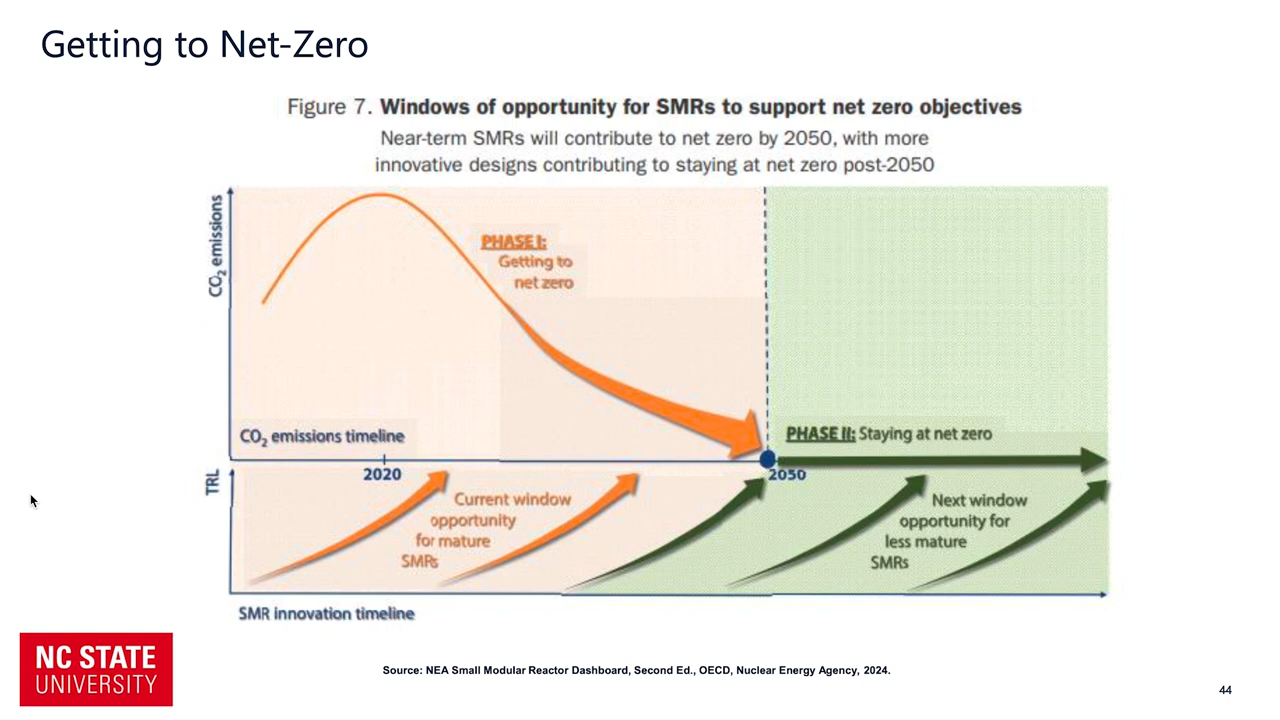 Getting to Net-Zero
Figure 7. Windows of opportunity for SMRs to support net zero objectives
Near-term SMRs will contribute to net zero by 2050, with more
innovative designs contributing to staying at net zero post-2050
CO₂ emissions
PHASE I:
Getting to
net zero
CO₂ emissions timeline
PHASE II: Staying at net zero
2020
2050
TRL
Current window
opportunity
for mature
SMRs
Next window
opportunity for
less mature
SMRs
SMR innovation timeline
NC STATE
UNIVERSITY
Source: NEA Small Modular Reactor Dashboard, Second Ed., OECD, Nuclear Energy Agency, 2024.
44